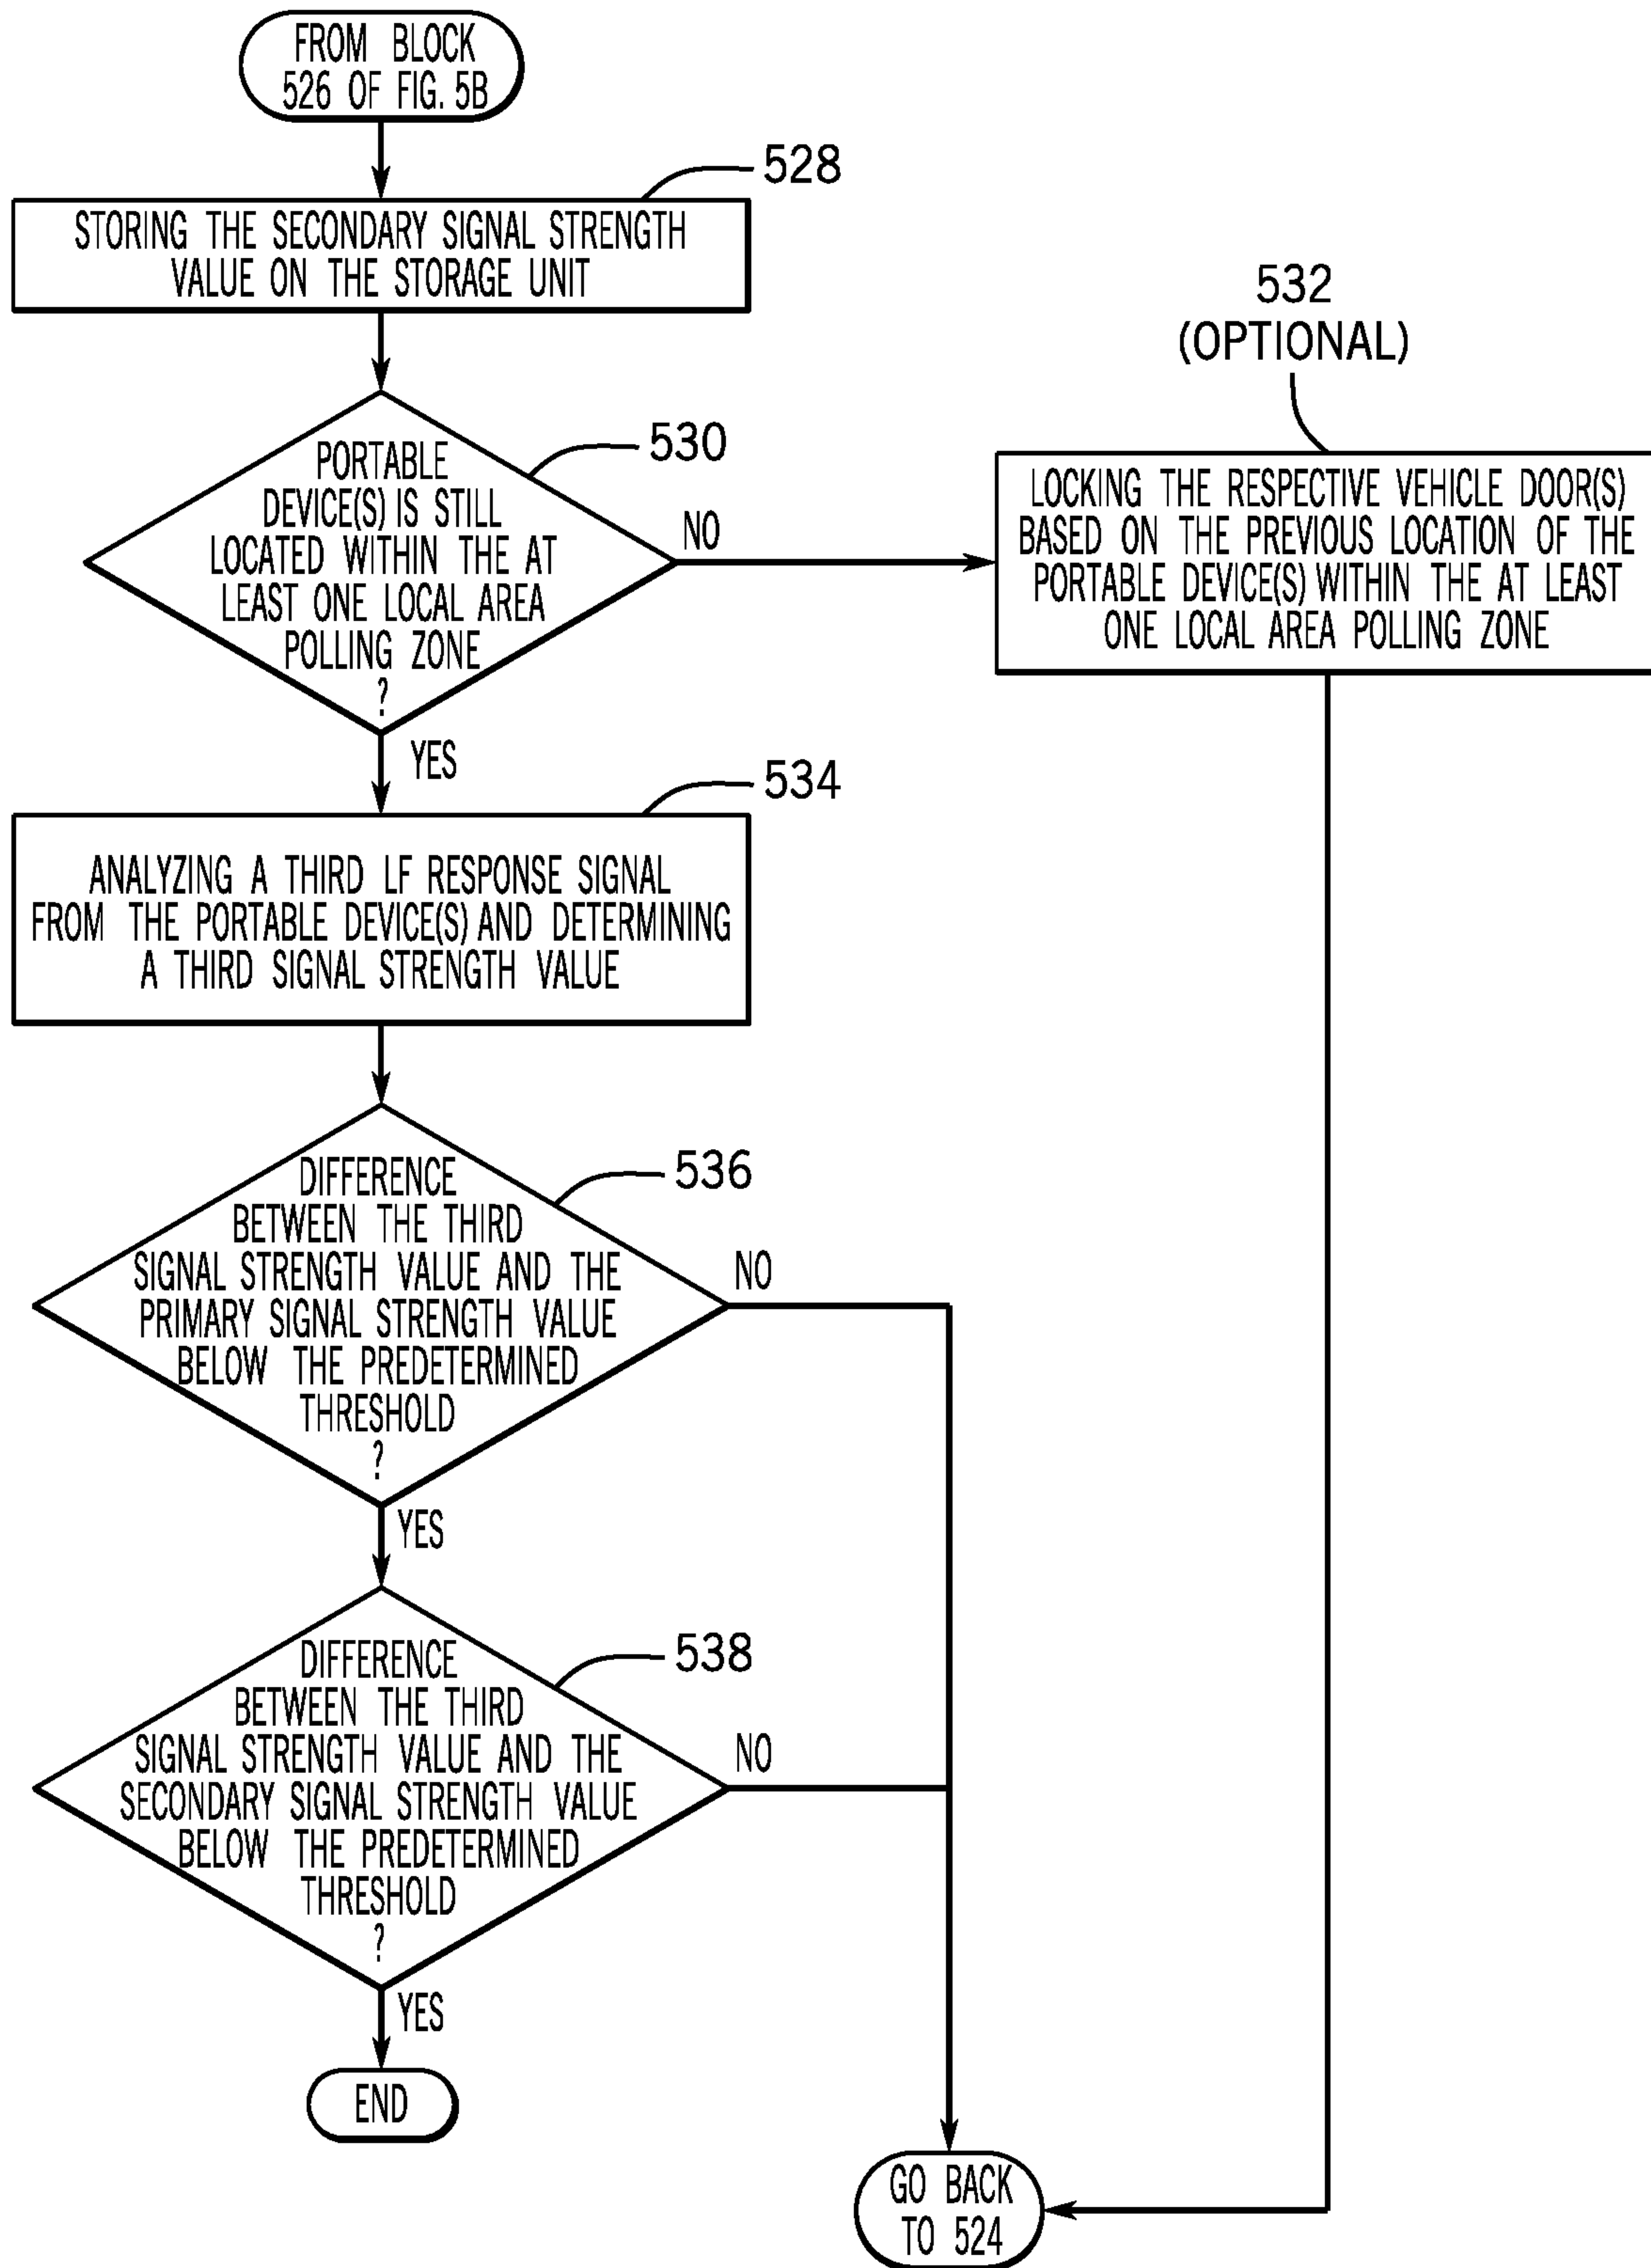 FROM BLOCK
526 OF FIG. 5B
528
STORING THE SECONDARY SIGNAL STRENGTH
VALUE ON THE STORAGE UNIT
530
PORTABLE
DEVICE(S) IS STILL
LOCATED WITHIN THE AT
LEAST ONE LOCAL AREA
POLLING ZONE
?
NO
532
(OPTIONAL)
LOCKING THE RESPECTIVE VEHICLE DOOR(S)
BASED ON THE PREVIOUS LOCATION OF THE
PORTABLE DEVICE(S) WITHIN THE AT LEAST
ONE LOCAL AREA POLLING ZONE
YES
534
ANALYZING A THIRD LF RESPONSE SIGNAL
FROM THE PORTABLE DEVICE(S) AND DETERMINING
A THIRD SIGNAL STRENGTH VALUE
536
DIFFERENCE
BETWEEN THE THIRD
SIGNAL STRENGTH VALUE AND THE
PRIMARY SIGNAL STRENGTH VALUE
BELOW THE PREDETERMINED
THRESHOLD
?
NO
YES
538
DIFFERENCE
BETWEEN THE THIRD
SIGNAL STRENGTH VALUE AND THE
SECONDARY SIGNAL STRENGTH VALUE
BELOW THE PREDETERMINED
THRESHOLD
?
NO
YES
END
GO BACK
TO 524